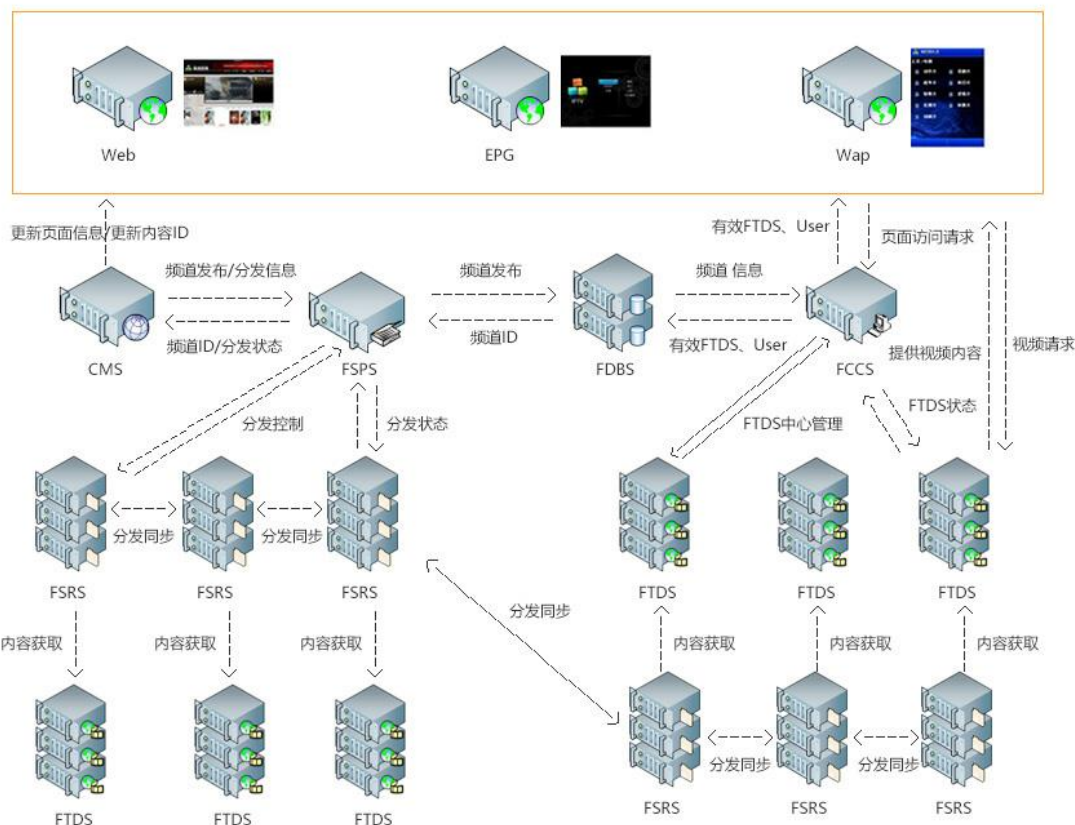 Web
EPG
Wap
更新页面信息/更新内容ID
有效FTDS、User
页面访问请求
频道发布/分发信息
频道发布
频道 信息
频道ID/分发状态
频道ID
有效FTDS、User
提供视频内容
视频请求
CMS
FSPS
FDBS
FCCS
分发控制
分发状态
FTDS中心管理
FTDS状态
分发同步
分发同步
FSRS
FSRS
FSRS
FTDS
FTDS
FTDS
分发同步
内容获取
内容获取
内容获取
内容获取
内容获取
内容获取
分发同步
分发同步
FTDS
FTDS
FTDS
FSRS
FSRS
FSRS